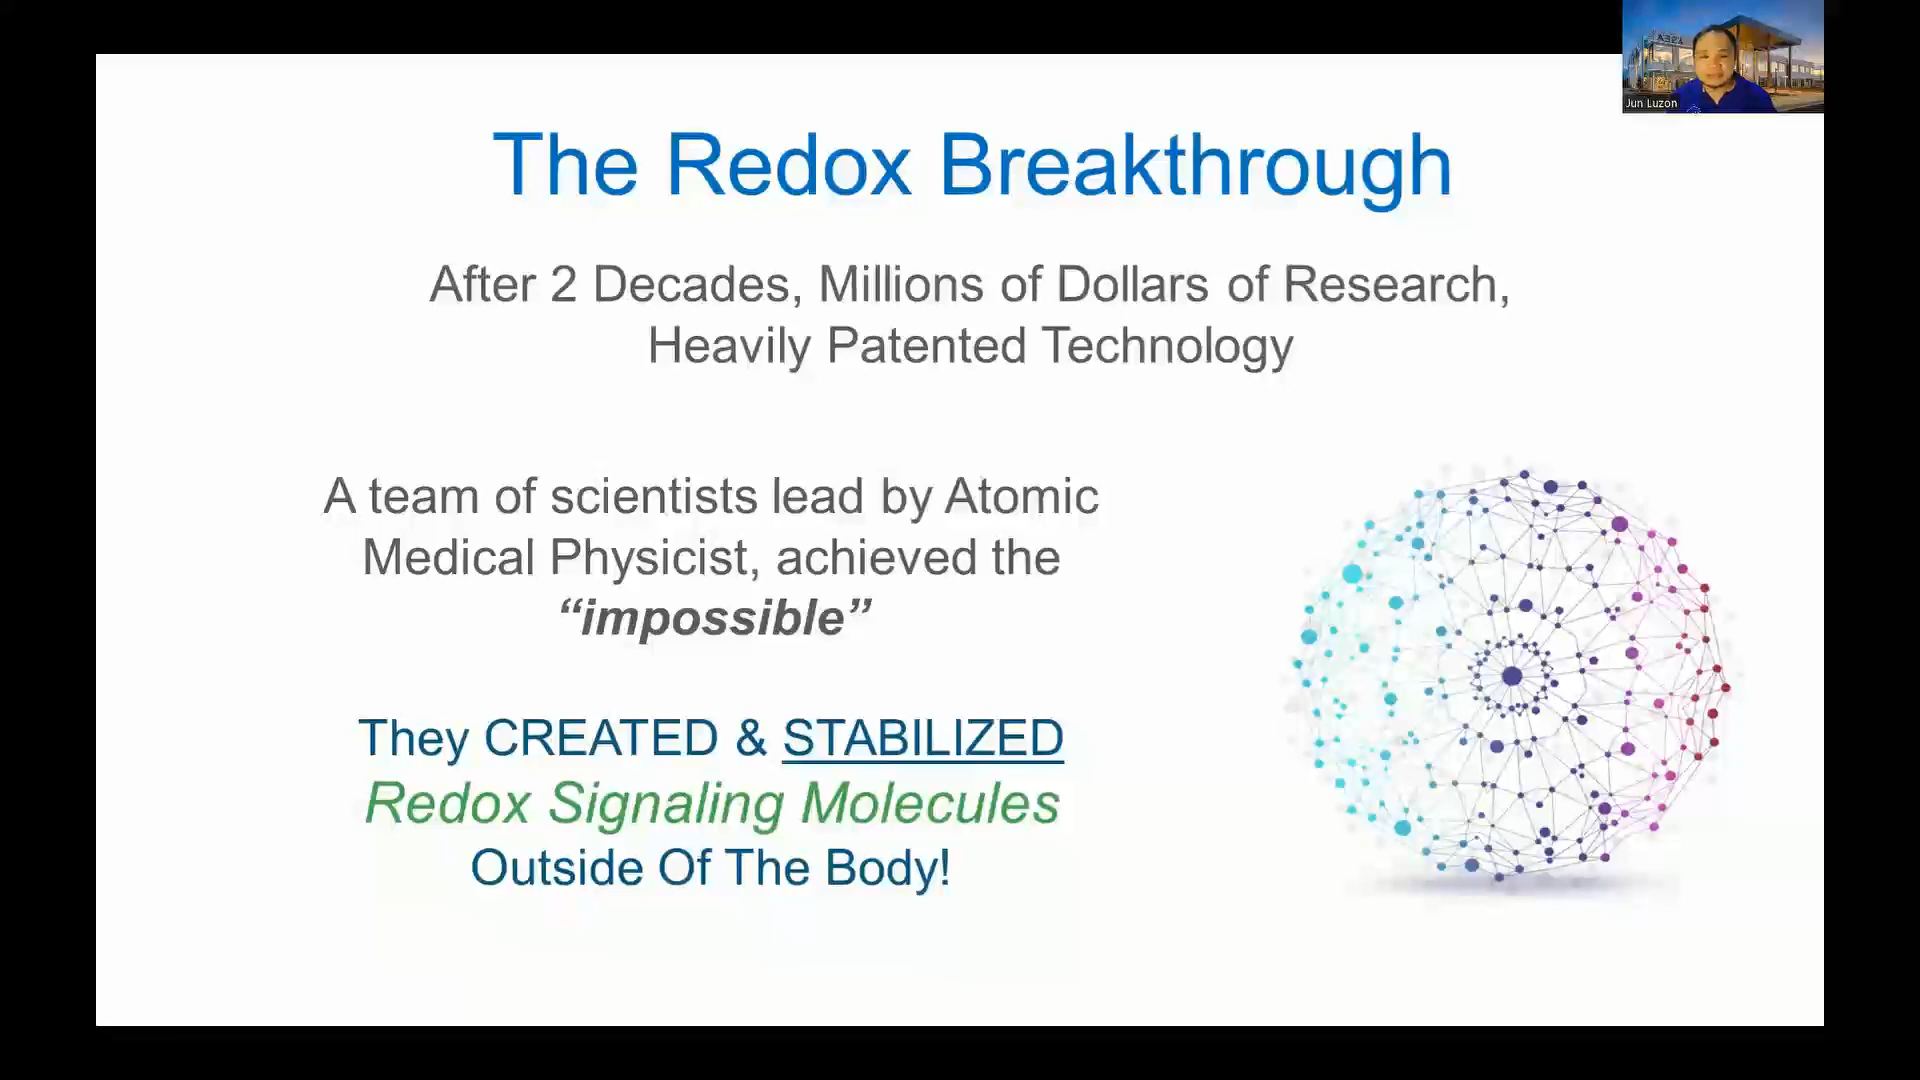 The Redox Breakthrough
After 2 Decades, Millions of Dollars of Research,
Heavily Patented Technology
A team of scientists lead by Atomic
Medical Physicist, achieved the
“impossible”
They CREATED & STABILIZED
Redox Signaling Molecules
Outside Of The Body!
Jun Luzon